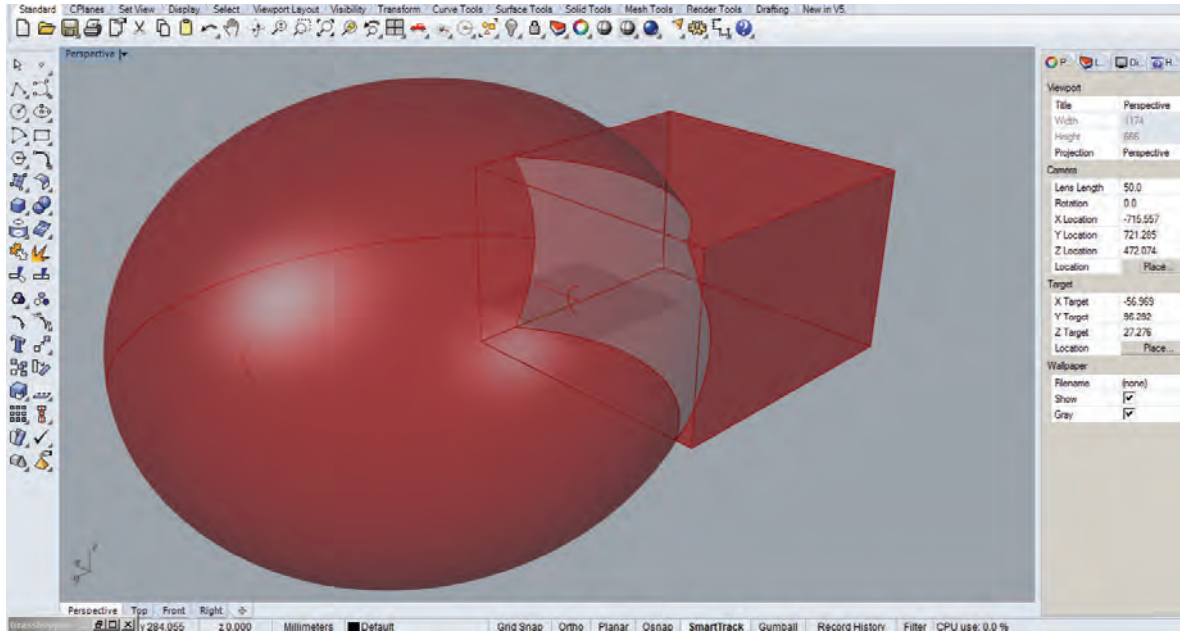 Standard CPlanes Set View Display Select Viewport Layout Visibility Transform Curve Tools Surface Tools Solid Tools Mesh Tools Render Tools Drafting New in V5
Perspective
P... L... Di... H...
Viewport
Title Perspective
Width 1174
Height 666
Projection Perspective
Camera
Lens Length 50.0
Rotation 0.0
X Location -715.557
Y Location 721.285
Z Location 472.074
Location Place...
Target
X Target -56.969
Y Target 96.292
Z Target 27.276
Location Place...
Wallpaper
Filename (none)
Show
Gray
z
x
y
Perspective Top Front Right
Grasshopper y 284.055 z 0.000 Millimeters Default Grid Snap Ortho Planar Osnap SmartTrack Gumball Record History Filter CPU use: 0.0 %